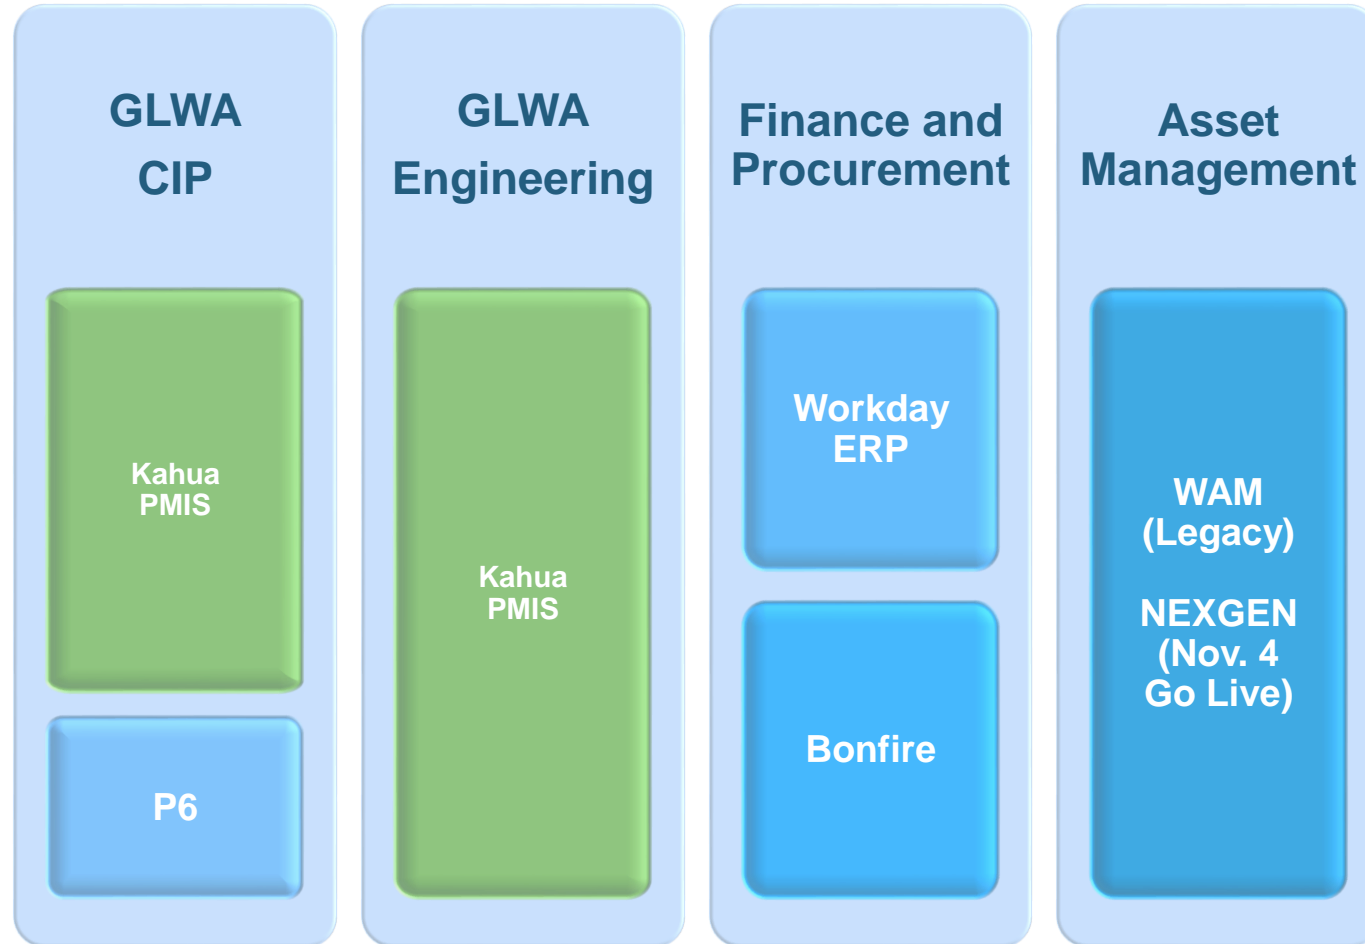 GLWA
CIP
Kahua
PMIS
P6
GLWA
Engineering
Kahua
PMIS
Finance and
Procurement
Workday
ERP
Bonfire
Asset
Management
WAM
(Legacy)
NEXGEN
(Nov. 4
Go Live)